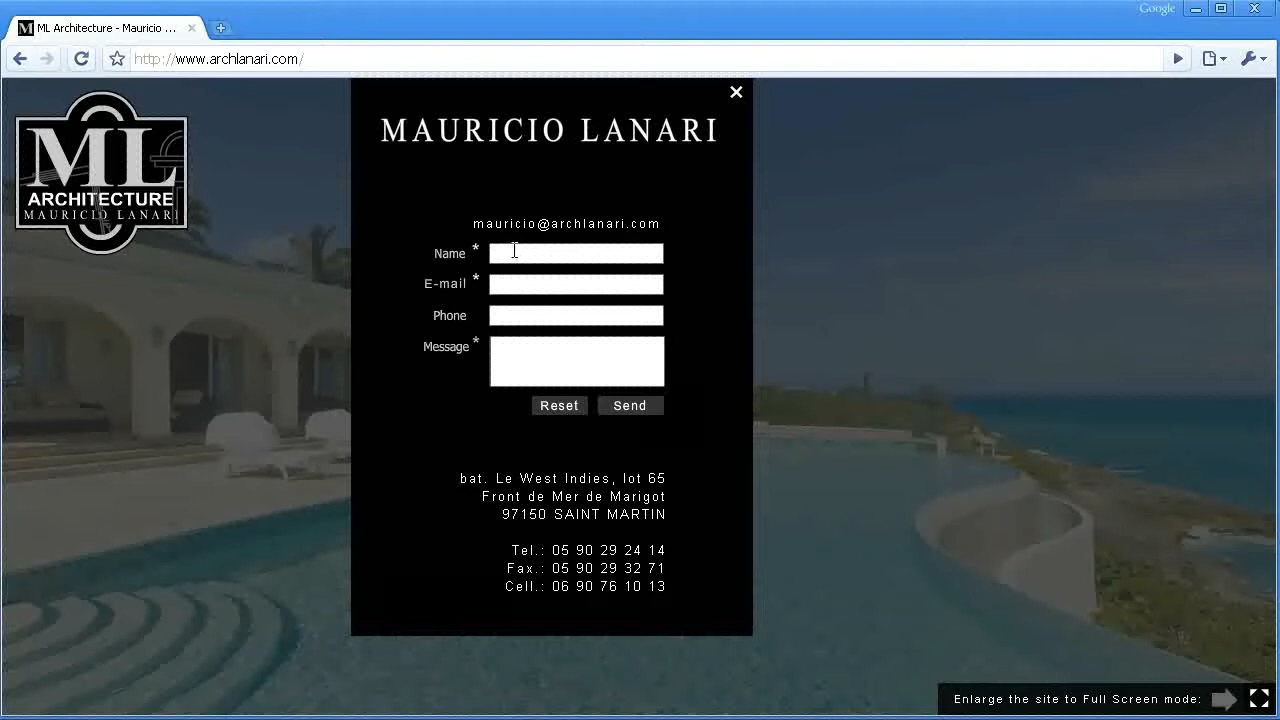 Google
ML Architecture - Mauricio ...
http://www.archlanari.com/
ML
ARCHITECTURE
MAURICIO LANARI
MAURICIO LANARI
mauricio@archlanari.com
Name *
E-mail *
Phone
Message *
Reset Send
bat. Le West Indies, lot 65
Front de Mer de Marigot
97150 SAINT MARTIN
Tel.: 05 90 29 24 14
Fax.: 05 90 29 32 71
Cell.: 06 90 76 10 13
Enlarge the site to Full Screen mode: